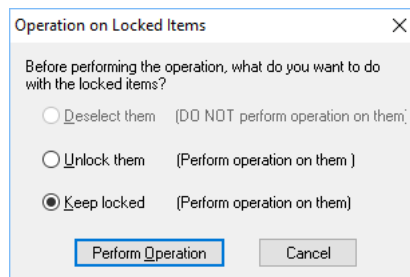 Operation on Locked Items
Before performing the operation, what do you want to do
with the locked items?
Deselect them (DO NOT perform operation on them)
Unlock them (Perform operation on them )
Keep locked (Perform operation on them)
Perform Operation Cancel